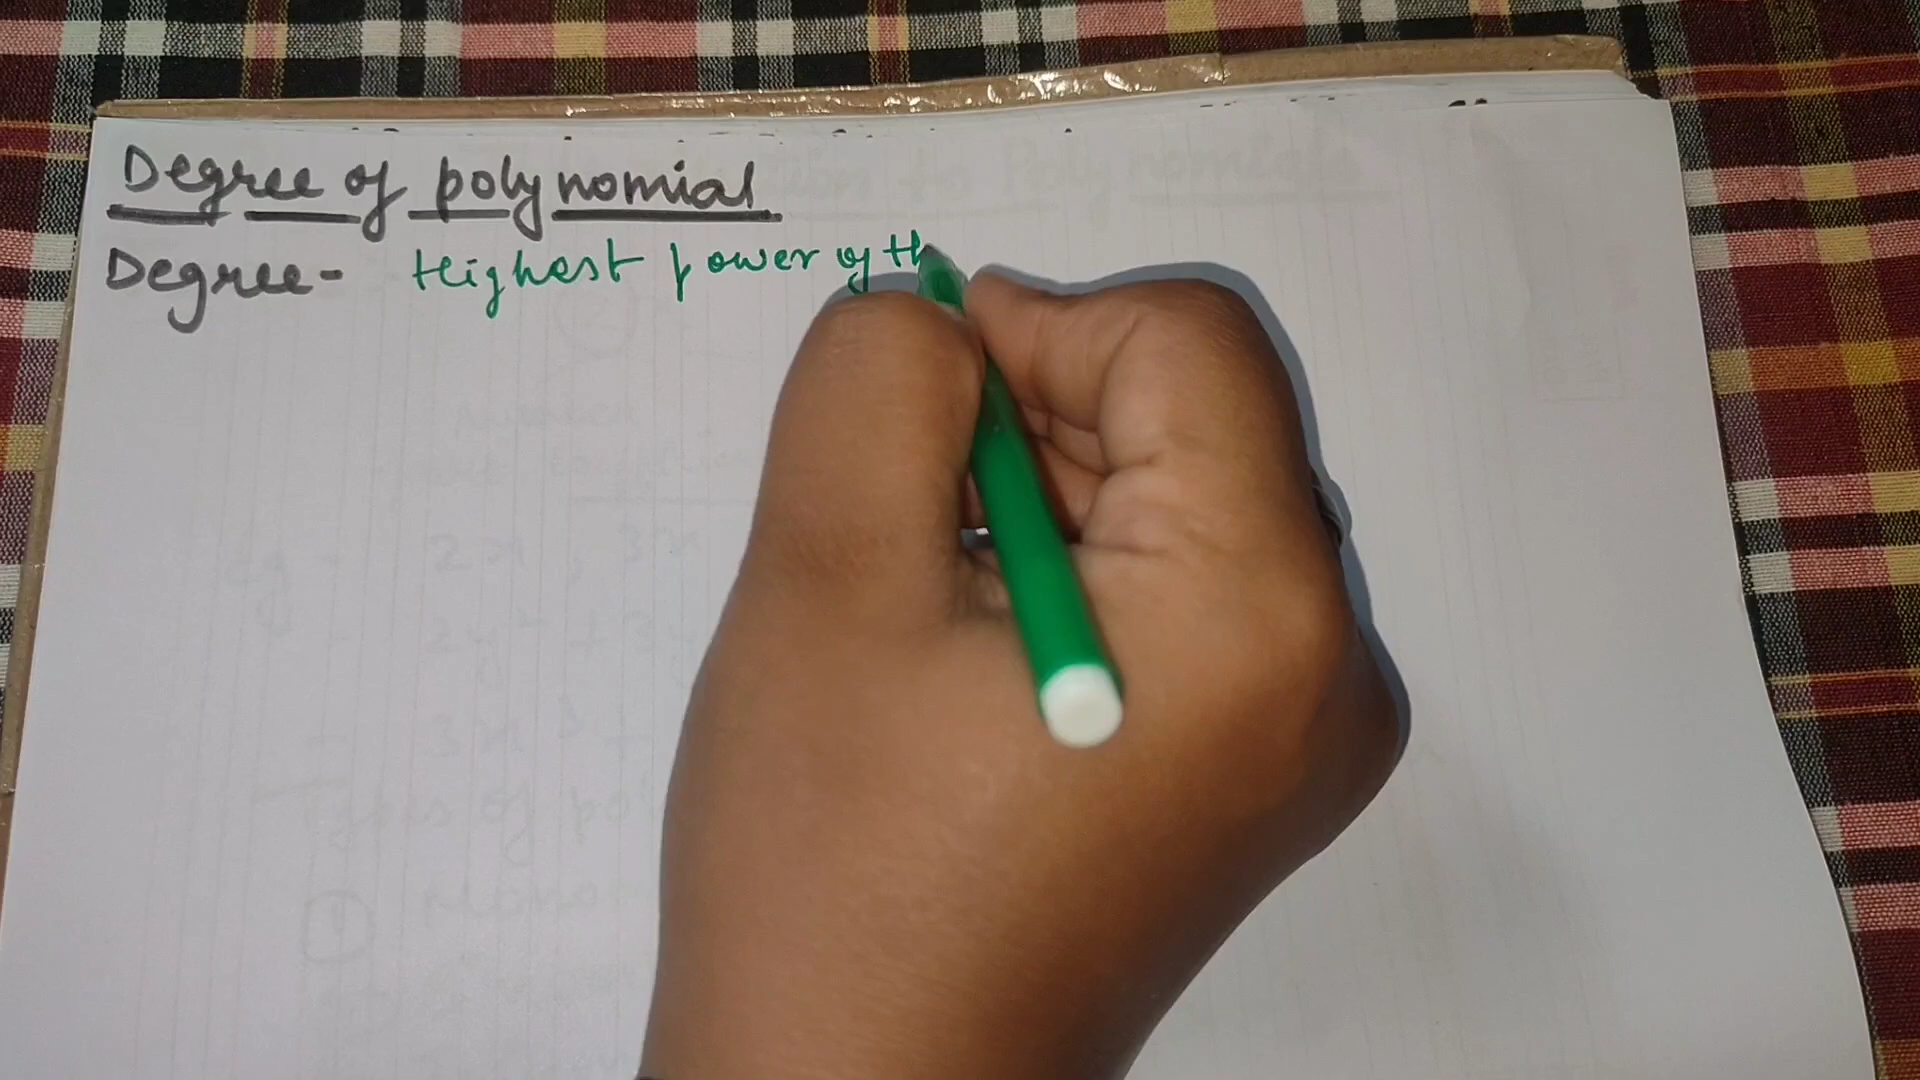 Degree of polynomial
Degree- Highest power of th